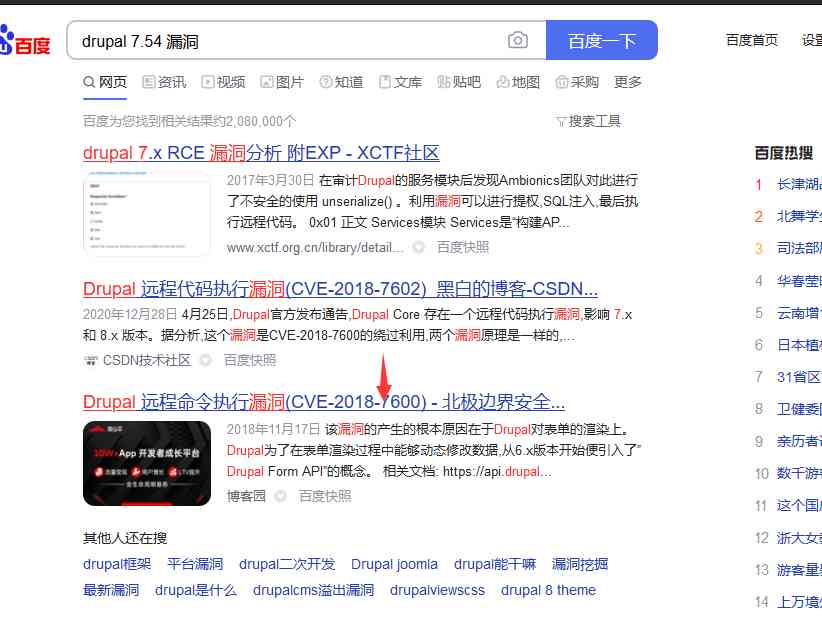 百度
drupal 7.54 漏洞
百度一下
百度首页
网页 资讯 视频 图片 知道 文库 贴吧 地图 采购 更多
百度为您找到相关结果约2,080,000个
搜索工具
drupal 7.x RCE 漏洞分析 附EXP - XCTF社区
2017年3月30日 在审计Drupal的服务模块后发现Ambionics团队对此进行
了不安全的使用 unserialize() 。利用漏洞可以进行提权,SQL注入,最后执
行远程代码。 0x01 正文 Services模块 Services是“构建AP...
www.xctf.org.cn/library/detail... 百度快照
Drupal 远程代码执行漏洞(CVE-2018-7602)_黑白的博客-CSDN...
2020年12月28日 4月25日,Drupal官方发布通告,Drupal Core 存在一个远程代码执行漏洞,影响 7.x
和 8.x 版本。据分析,这个漏洞是CVE-2018-7600的绕过利用,两个漏洞原理是一样的,...
CSDN技术社区 百度快照
Drupal 远程命令执行漏洞(CVE-2018-7600) - 北极边界安全...
10W+App 开发者成长平台
流量变现 用户增长
2018年11月17日 该漏洞的产生的根本原因在于Drupal对表单的渲染上。
Drupal为了在表单渲染过程中能够动态修改数据,从6.x版本开始便引入了“
Drupal Form API”的概念。 相关文档: https://api.drupal...
博客园 百度快照
其他人还在搜
drupal框架 平台漏洞 drupal二次开发 Drupal joomla drupal能干嘛 漏洞挖掘
最新漏洞 drupal是什么 drupalcms溢出漏洞 drupalviewscss drupal 8 theme
百度热搜
1 长津湖
2 北舞学
3 司法部
4 华春莹
5 云南增
6 日本植
7 31省区
8 卫健委
9 亲历者
10 数千游
11 这个国
12 浙大女
13 游客量
14 上万境